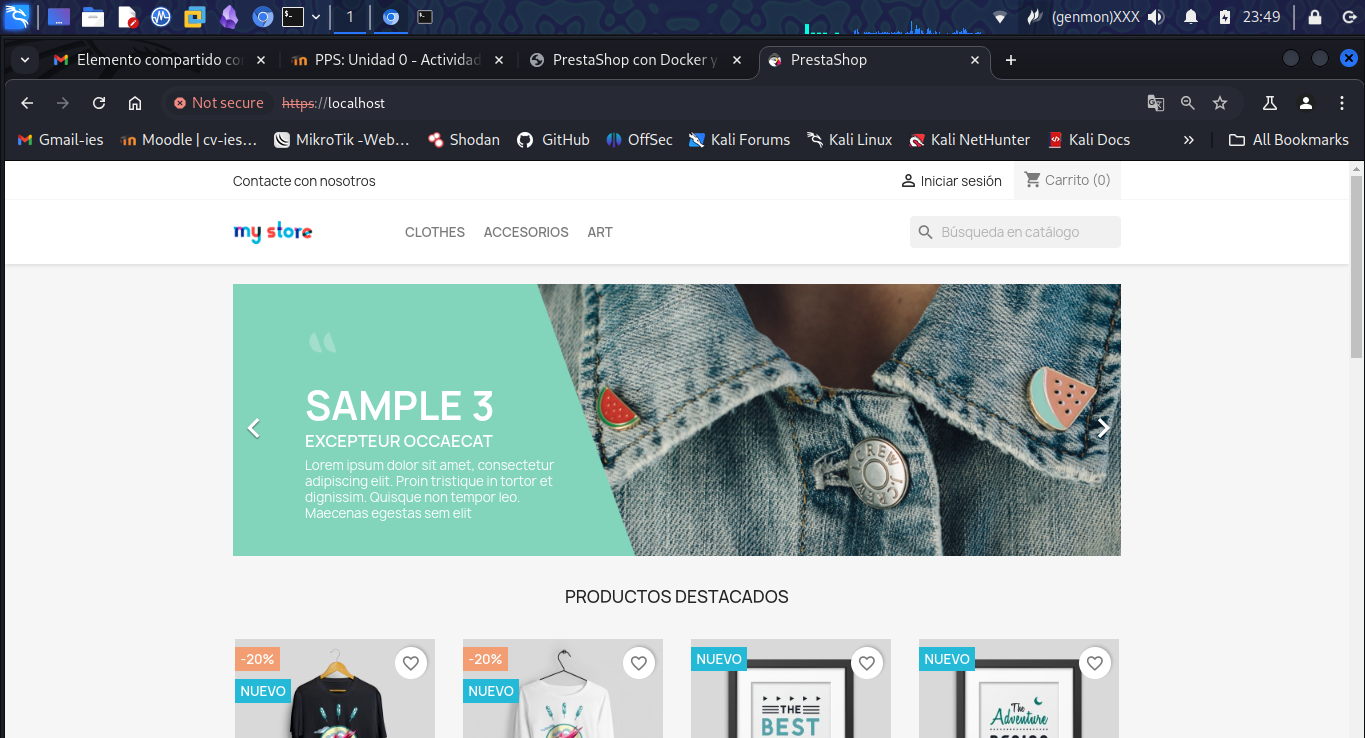 1
(genmon)XXX
23:49
Elemento compartido co
PPS: Unidad 0 - Actividad
PrestaShop con Docker y
PrestaShop
Not secure
https://localhost
Gmail-ies
Moodle | cv-ies...
MikroTik -Web...
Shodan
GitHub
OffSec
Kali Forums
Kali Linux
Kali NetHunter
Kali Docs
All Bookmarks
Contacte con nosotros
Iniciar sesión
Carrito (0)
my store
CLOTHES
ACCESORIOS
ART
Búsqueda en catálogo
SAMPLE 3
EXCEPTEUR OCCAECAT
Lorem ipsum dolor sit amet, consectetur
adipiscing elit. Proin tristique in tortor et
dignissim. Quisque non tempor leo.
Maecenas egestas sem elit
J.CREW J.CREW
PRODUCTOS DESTACADOS
-20%
NUEVO
-20%
NUEVO
NUEVO
THE
BEST
NUEVO
The
Adventure